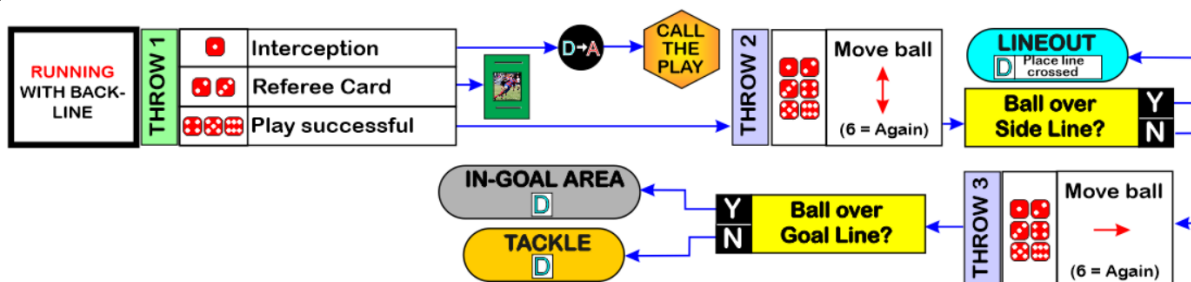 RUNNING
WITH BACK-
LINE
THROW 1
Interception
Referee Card
Play successful
D→A
CALL
THE
PLAY
THROW 2
Move ball
(6 = Again)
LINEOUT
D Place line
crossed
Ball over
Side Line?
Y
N
THROW 3
Move ball
(6 = Again)
Ball over
Goal Line?
Y
N
IN-GOAL AREA
D
TACKLE
D